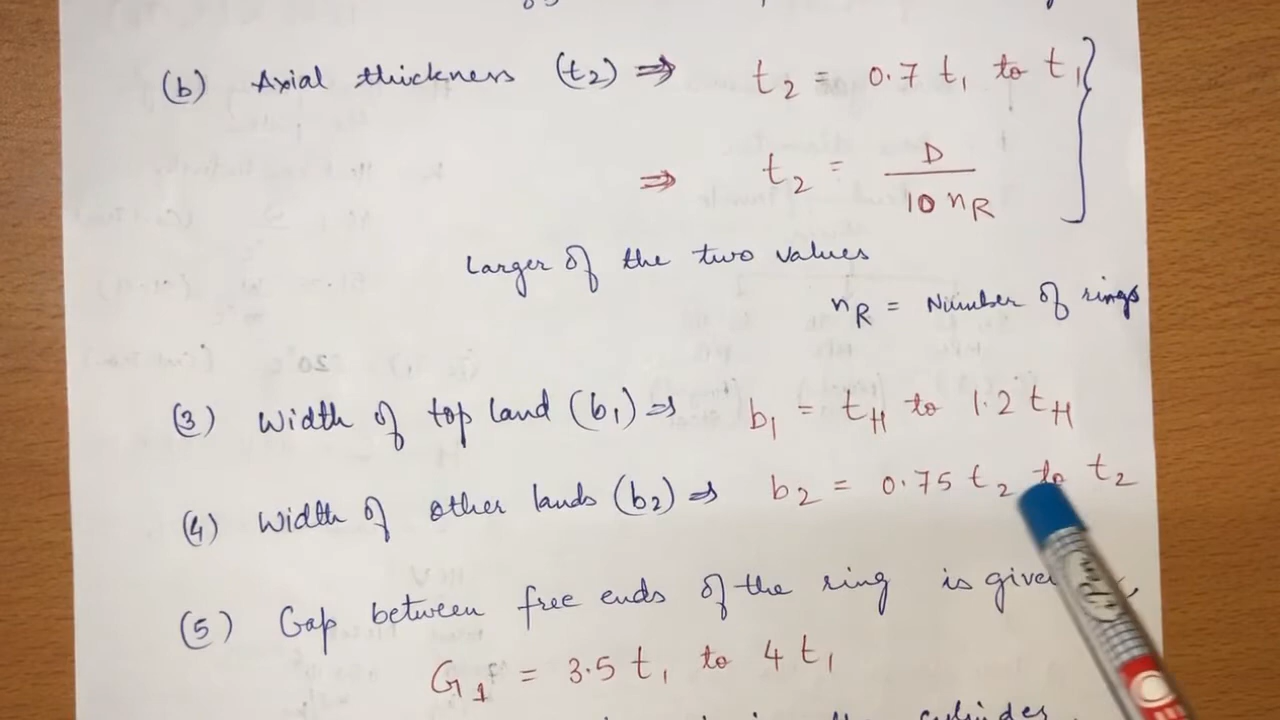 (b) Axial thickness (t2) ⇒ t2 = 0.7 t1 to t1
⇒ t2 = D / 10 nR
Larger of the two values
nR = Number of rings
(3) Width of top land (b1) ⇒ b1 = tH to 1.2 tH
(4) Width of other lands (b2) ⇒ b2 = 0.75 t2 to t2
(5) Gap between free ends of the ring is given
G1 = 3.5 t1 to 4 t1
cylinder